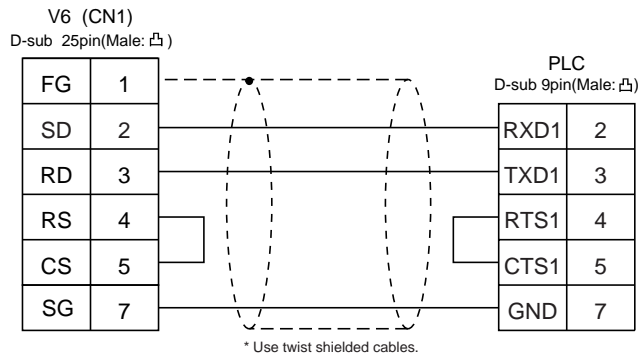 V6 (CN1)
D-sub 25pin(Male: 凸 )
PLC
D-sub 9pin(Male: 凸)
FG 1
SD 2 RXD1 2
RD 3 TXD1 3
RS 4 RTS1 4
CS 5 CTS1 5
SG 7 GND 7
* Use twist shielded cables.